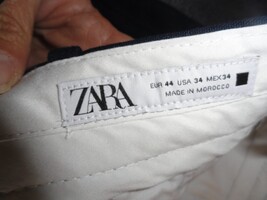 ZARA
EUR 44 USA 34 MEX 34
MADE IN MOROCCO